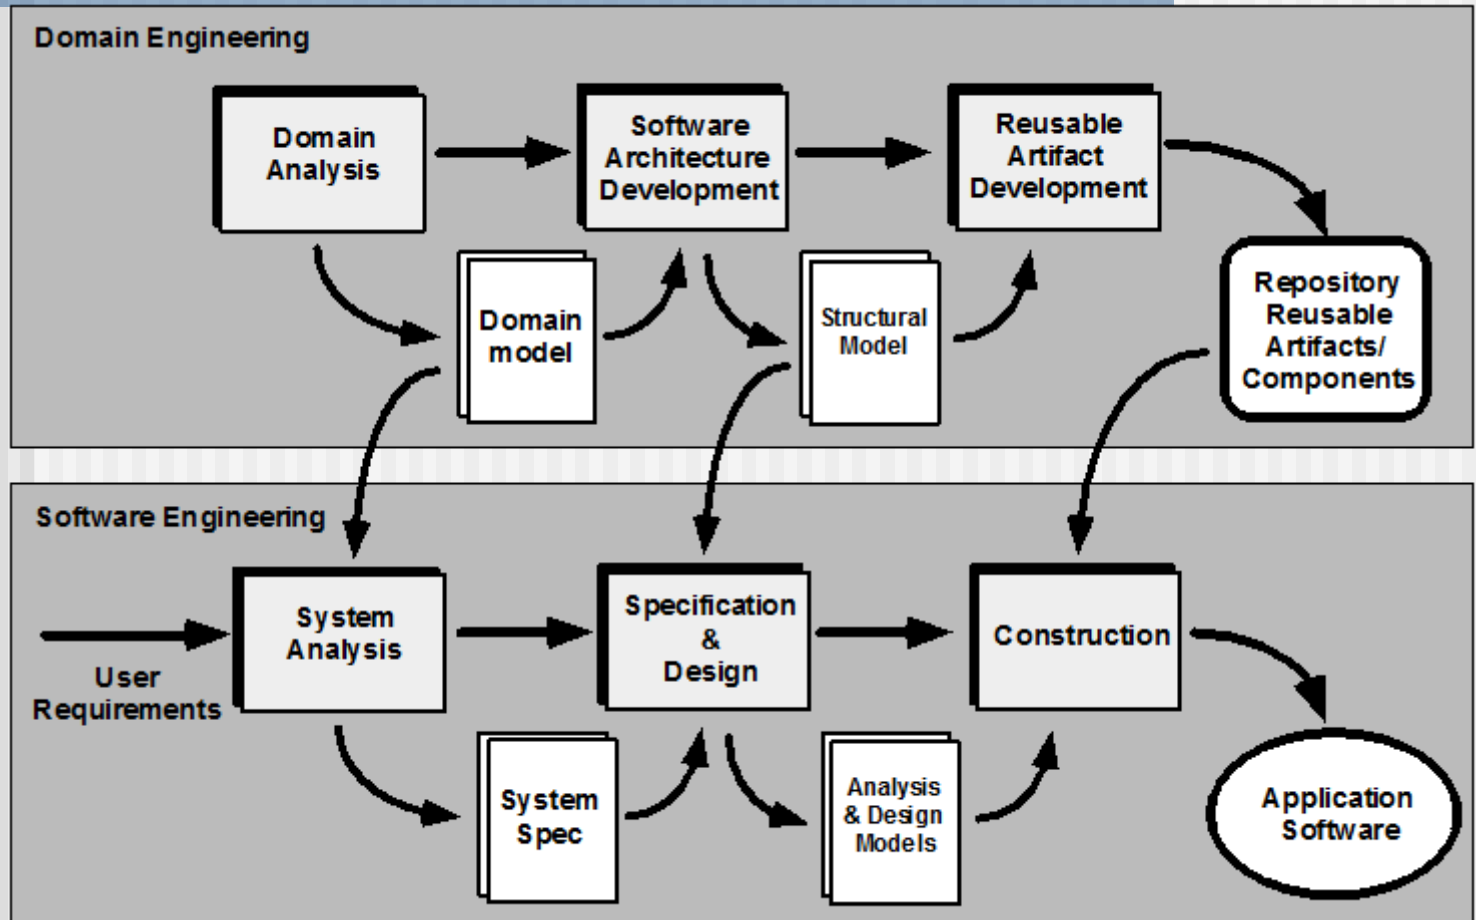 Domain Engineering
Domain
Analysis
Software
Architecture
Development
Reusable
Artifact
Development
Domain
model
Structural
Model
Repository
Reusable
Artifacts/
Components
Software Engineering
User
Requirements
System
Analysis
Specification
&
Design
Construction
System
Spec
Analysis
& Design
Models
Application
Software